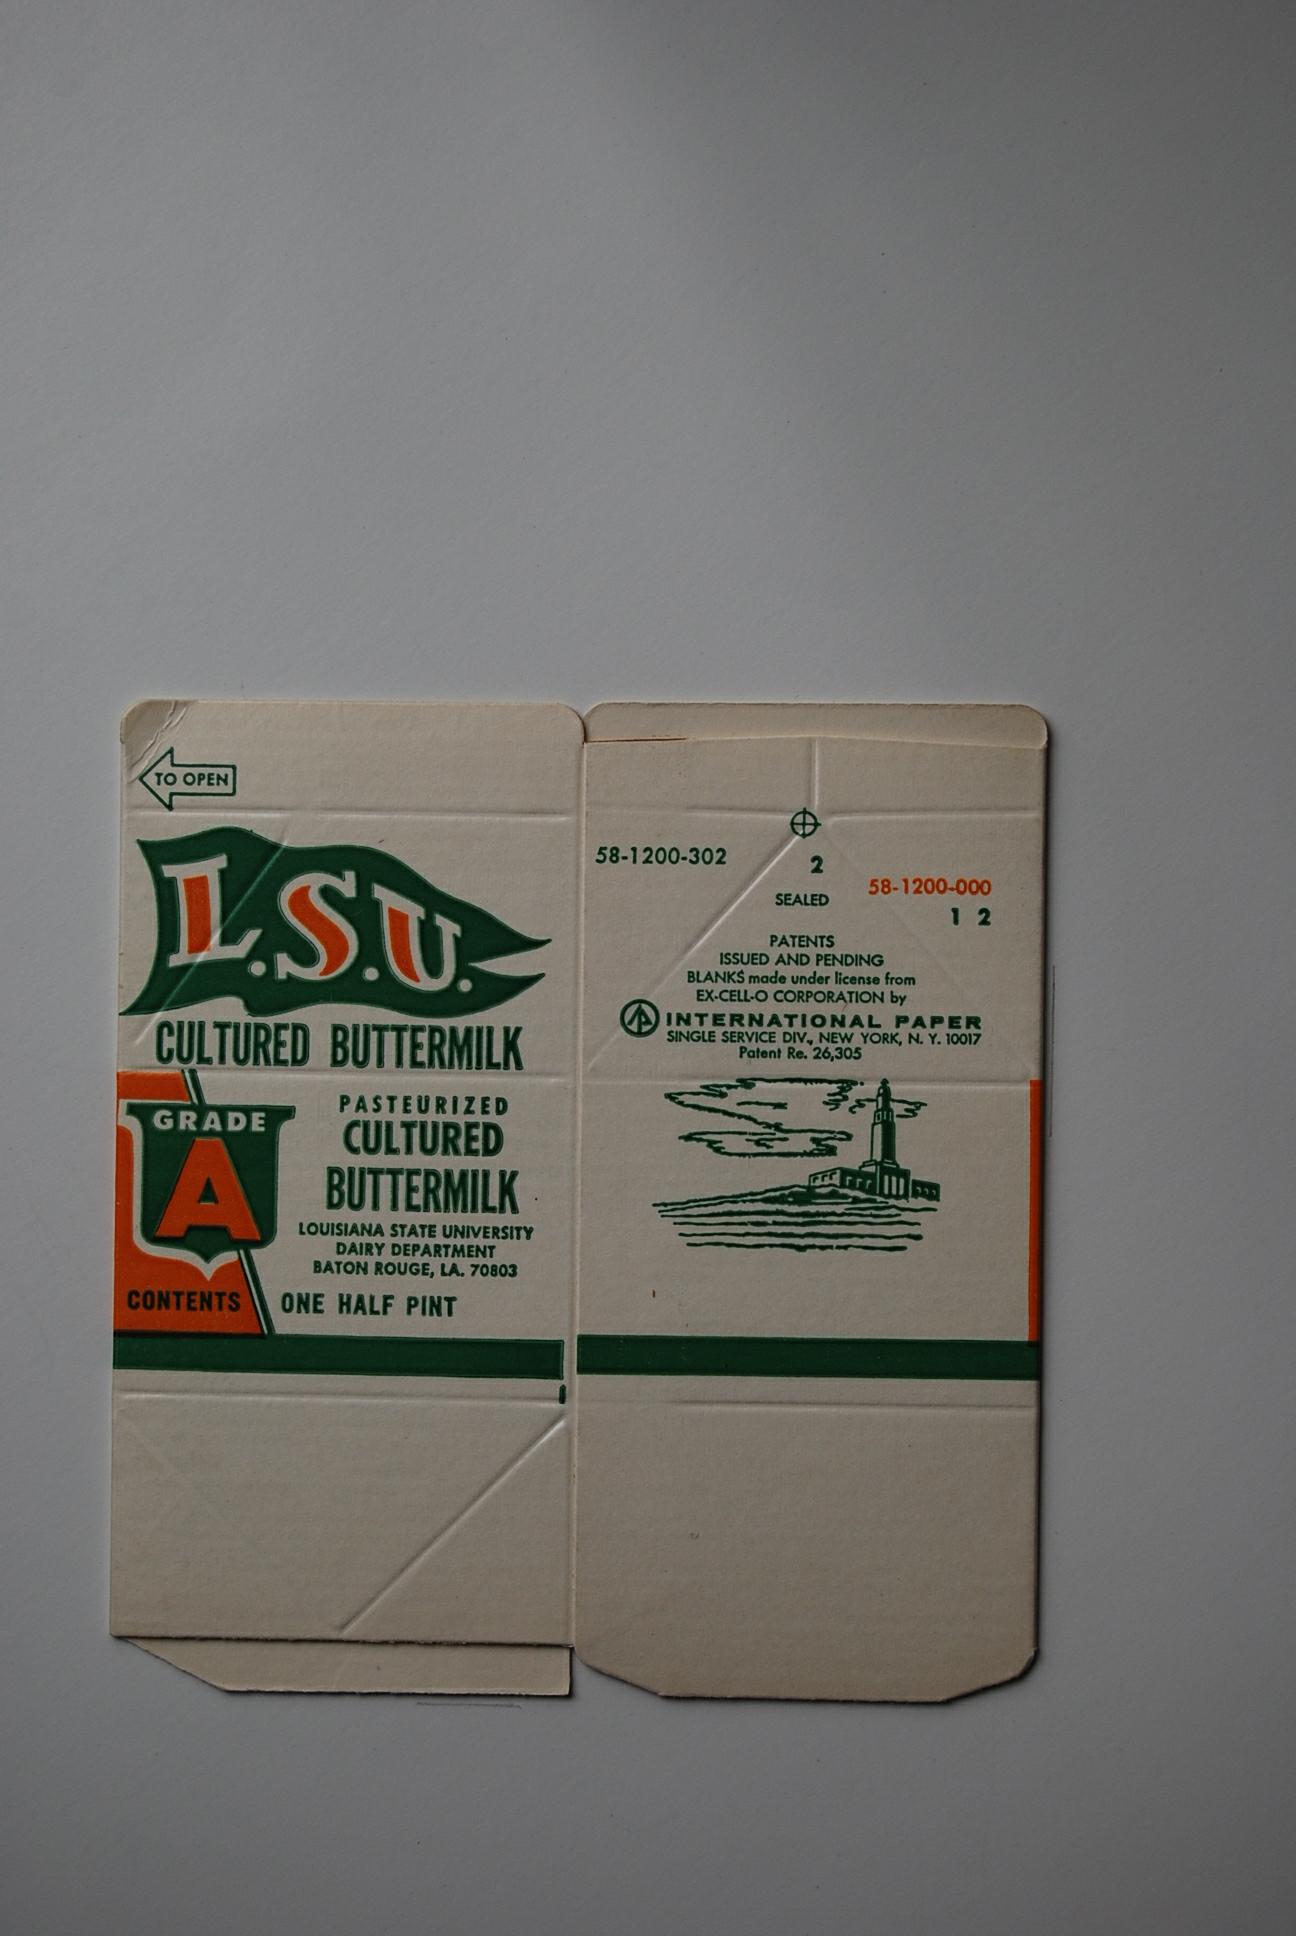 TO OPEN
L.S.U.
CULTURED BUTTERMILK
GRADE
A
PASTEURIZED
CULTURED
BUTTERMILK
LOUISIANA STATE UNIVERSITY
DAIRY DEPARTMENT
BATON ROUGE, LA. 70803
CONTENTS ONE HALF PINT
58-1200-302
2
58-1200-000
SEALED
1 2
PATENTS
ISSUED AND PENDING
BLANKS made under license from
EX-CELL-O CORPORATION by
INTERNATIONAL PAPER
SINGLE SERVICE DIV., NEW YORK, N. Y. 10017
Patent Re. 26,305